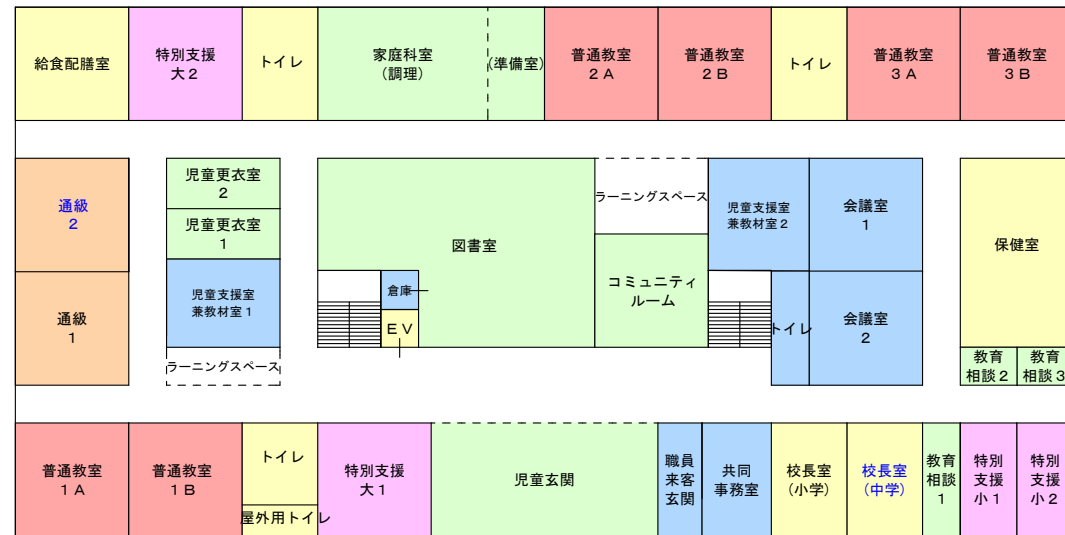 給食配膳室
特別支援
大２
トイレ
家庭科室
(調理)
(準備室)
普通教室
２Ａ
普通教室
２Ｂ
トイレ
普通教室
３Ａ
普通教室
３Ｂ
通級
２
児童更衣室
２
児童更衣室
１
図書室
ラーニングスペース
児童支援室
兼教材室２
会議室
１
保健室
通級
１
児童支援室
兼教材室１
倉庫
ＥＶ
コミュニティ
ルーム
トイレ
会議室
２
ラーニングスペース
教育
相談２
教育
相談３
普通教室
１Ａ
普通教室
１Ｂ
トイレ
屋外用トイレ
特別支援
大１
児童玄関
職員
来客
玄関
共同
事務室
校長室
(小学)
校長室
(中学)
教育
相談
１
特別
支援
小１
特別
支援
小２